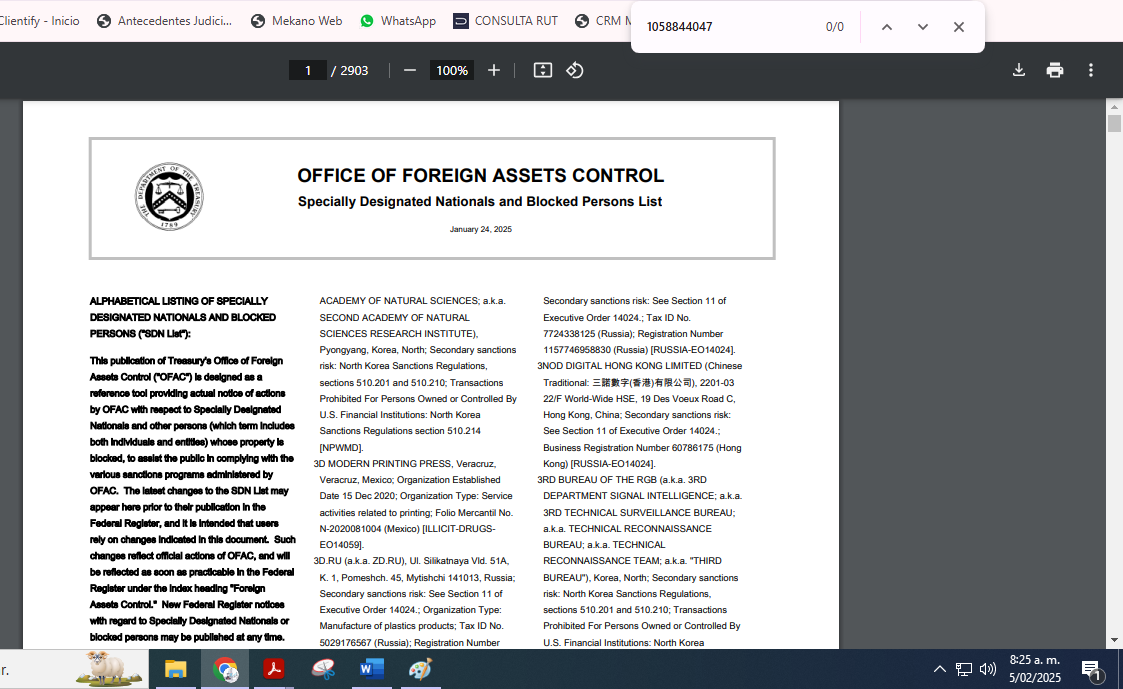 Clientify - Inicio Antecedentes Judici... Mekano Web WhatsApp CONSULTA RUT CRM M
1058844047 0/0
1 / 2903 100%
THE DEPARTMENT OF THE TREASURY
1789
OFFICE OF FOREIGN ASSETS CONTROL
Specially Designated Nationals and Blocked Persons List
January 24, 2025
ALPHABETICAL LISTING OF SPECIALLY
DESIGNATED NATIONALS AND BLOCKED
PERSONS ("SDN List"):
This publication of Treasury's Office of Foreign
Assets Control ("OFAC") is designed as a
reference tool providing actual notice of actions
by OFAC with respect to Specially Designated
Nationals and other persons (which term includes
both individuals and entities) whose property is
blocked, to assist the public in complying with the
various sanctions programs administered by
OFAC. The latest changes to the SDN List may
appear here prior to their publication in the
Federal Register, and it is intended that users
rely on changes indicated in this document. Such
changes reflect official actions of OFAC, and will
be reflected as soon as practicable in the Federal
Register under the index heading "Foreign
Assets Control." New Federal Register notices
with regard to Specially Designated Nationals or
blocked persons may be published at any time.
ACADEMY OF NATURAL SCIENCES; a.k.a.
SECOND ACADEMY OF NATURAL
SCIENCES RESEARCH INSTITUTE),
Pyongyang, Korea, North; Secondary sanctions
risk: North Korea Sanctions Regulations,
sections 510.201 and 510.210; Transactions
Prohibited For Persons Owned or Controlled By
U.S. Financial Institutions: North Korea
Sanctions Regulations section 510.214
[NPWMD].
3D MODERN PRINTING PRESS, Veracruz,
Veracruz, Mexico; Organization Established
Date 15 Dec 2020; Organization Type: Service
activities related to printing; Folio Mercantil No.
N-2020081004 (Mexico) [ILLICIT-DRUGS-
EO14059].
3D.RU (a.k.a. ZD.RU), Ul. Silikatnaya Vld. 51A,
K. 1, Pomeshch. 45, Mytishchi 141013, Russia;
Secondary sanctions risk: See Section 11 of
Executive Order 14024.; Organization Type:
Manufacture of plastics products; Tax ID No.
5029176567 (Russia); Registration Number
Secondary sanctions risk: See Section 11 of
Executive Order 14024.; Tax ID No.
7724338125 (Russia); Registration Number
1157746958830 (Russia) [RUSSIA-EO14024].
3NOD DIGITAL HONG KONG LIMITED (Chinese
Traditional: 三諾數字(香港)有限公司), 2201-03
22/F World-Wide HSE, 19 Des Voeux Road C,
Hong Kong, China; Secondary sanctions risk:
See Section 11 of Executive Order 14024.;
Business Registration Number 60786175 (Hong
Kong) [RUSSIA-EO14024].
3RD BUREAU OF THE RGB (a.k.a. 3RD
DEPARTMENT SIGNAL INTELLIGENCE; a.k.a.
3RD TECHNICAL SURVEILLANCE BUREAU;
a.k.a. TECHNICAL RECONNAISSANCE
BUREAU; a.k.a. TECHNICAL
RECONNAISSANCE TEAM; a.k.a. "THIRD
BUREAU"), Korea, North; Secondary sanctions
risk: North Korea Sanctions Regulations,
sections 510.201 and 510.210; Transactions
Prohibited For Persons Owned or Controlled By
U.S. Financial Institutions: North Korea
r.
8:25 a. m.
5/02/2025
1